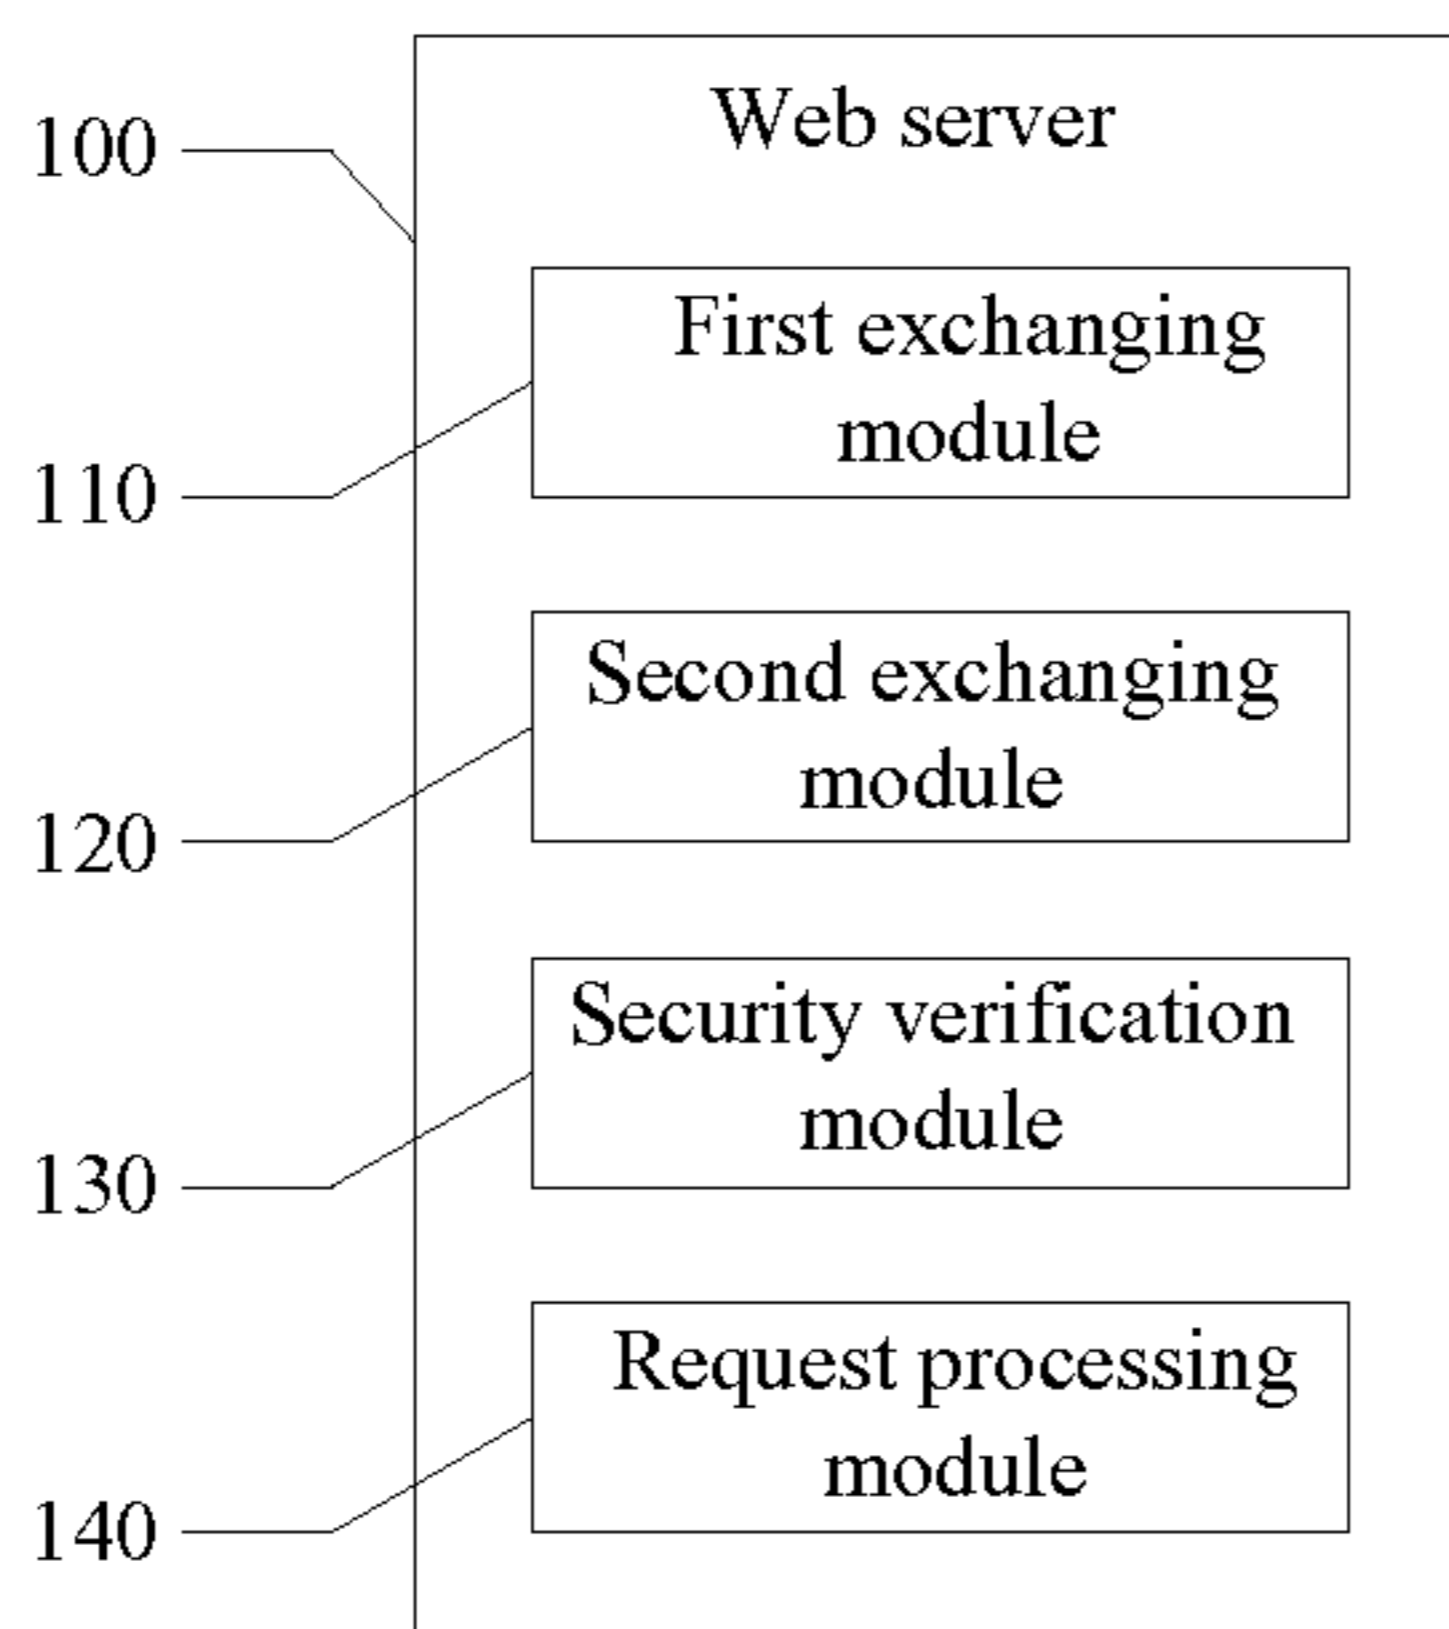 Web server
100
First exchanging
module
110
Second exchanging
module
120
Security verification
module
130
Request processing
module
140